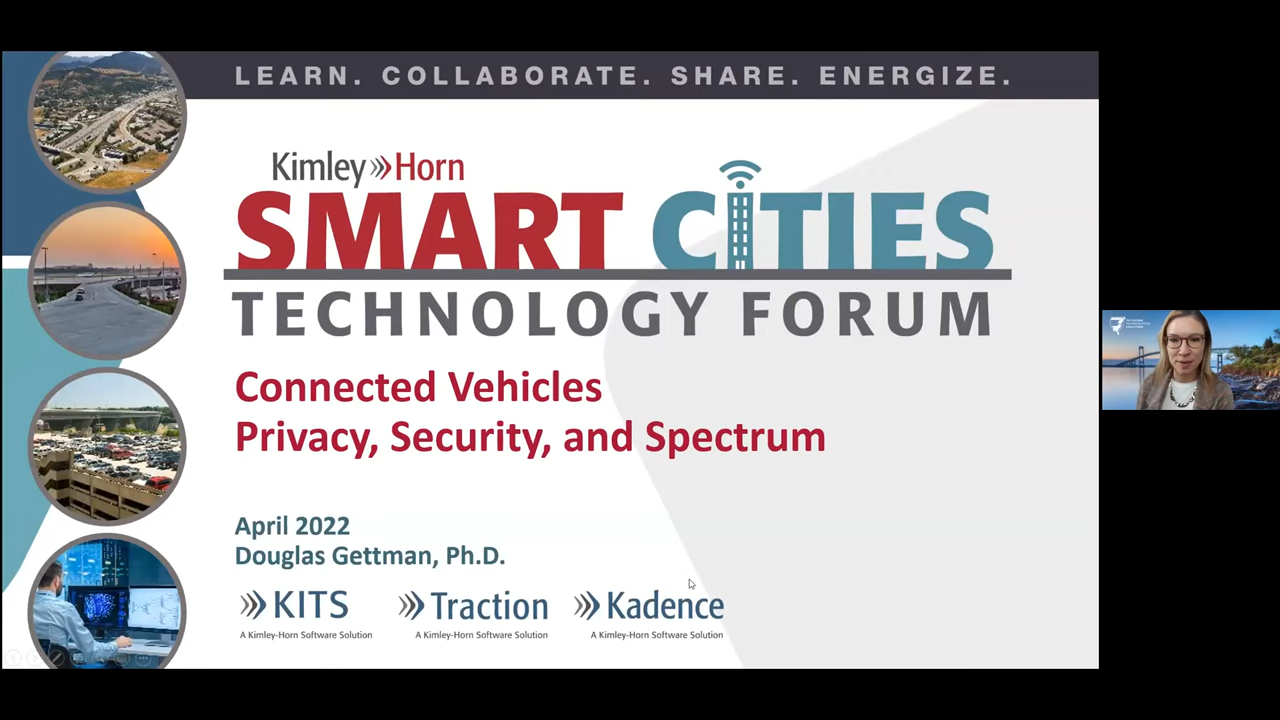 LEARN. COLLABORATE. SHARE. ENERGIZE.
Kimley Horn
SMART CITIES
TECHNOLOGY FORUM
Connected Vehicles
Privacy, Security, and Spectrum
April 2022
Douglas Gettman, Ph.D.
KITS Traction Kadence
A Kimley-Horn Software Solution A Kimley-Horn Software Solution A Kimley-Horn Software Solution